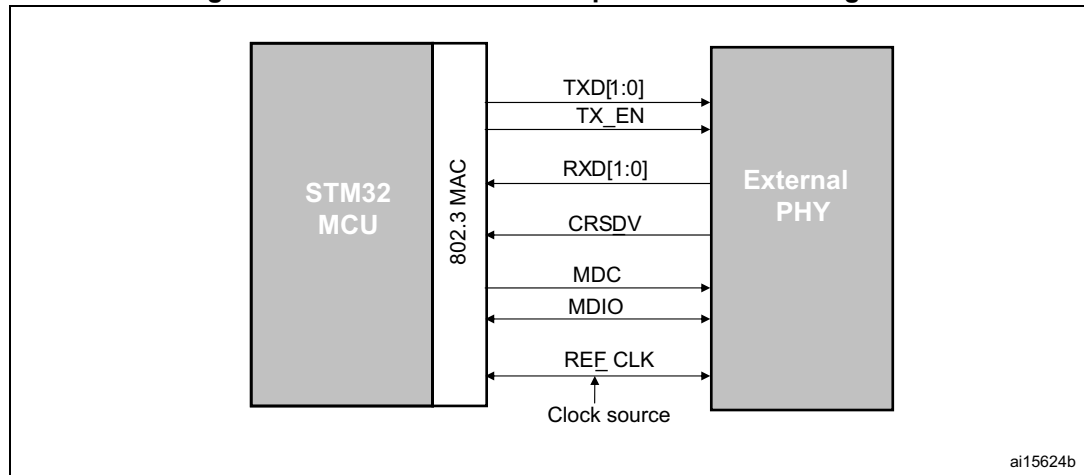 STM32
MCU
802.3 MAC
TXD[1:0]
TX_EN
RXD[1:0]
CRSDV
MDC
MDIO
REF_CLK
Clock source
External
PHY
ai15624b